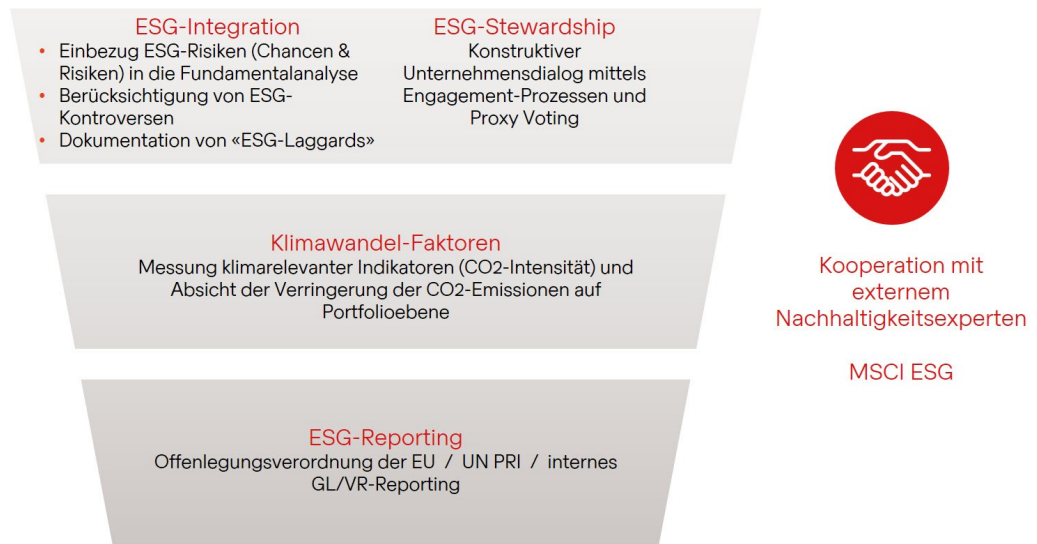 ESG-Integration
• Einbezug ESG-Risiken (Chancen &
Risiken) in die Fundamentalanalyse
• Berücksichtigung von ESG-
Kontroversen
• Dokumentation von «ESG-Laggards»
ESG-Stewardship
Konstruktiver
Unternehmensdialog mittels
Engagement-Prozessen und
Proxy Voting
Klimawandel-Faktoren
Messung klimarelevanter Indikatoren (CO2-Intensität) und
Absicht der Verringerung der CO2-Emissionen auf
Portfolioebene
ESG-Reporting
Offenlegungsverordnung der EU / UN PRI / internes
GL/VR-Reporting
Kooperation mit
externem
Nachhaltigkeitsexperten
MSCI ESG